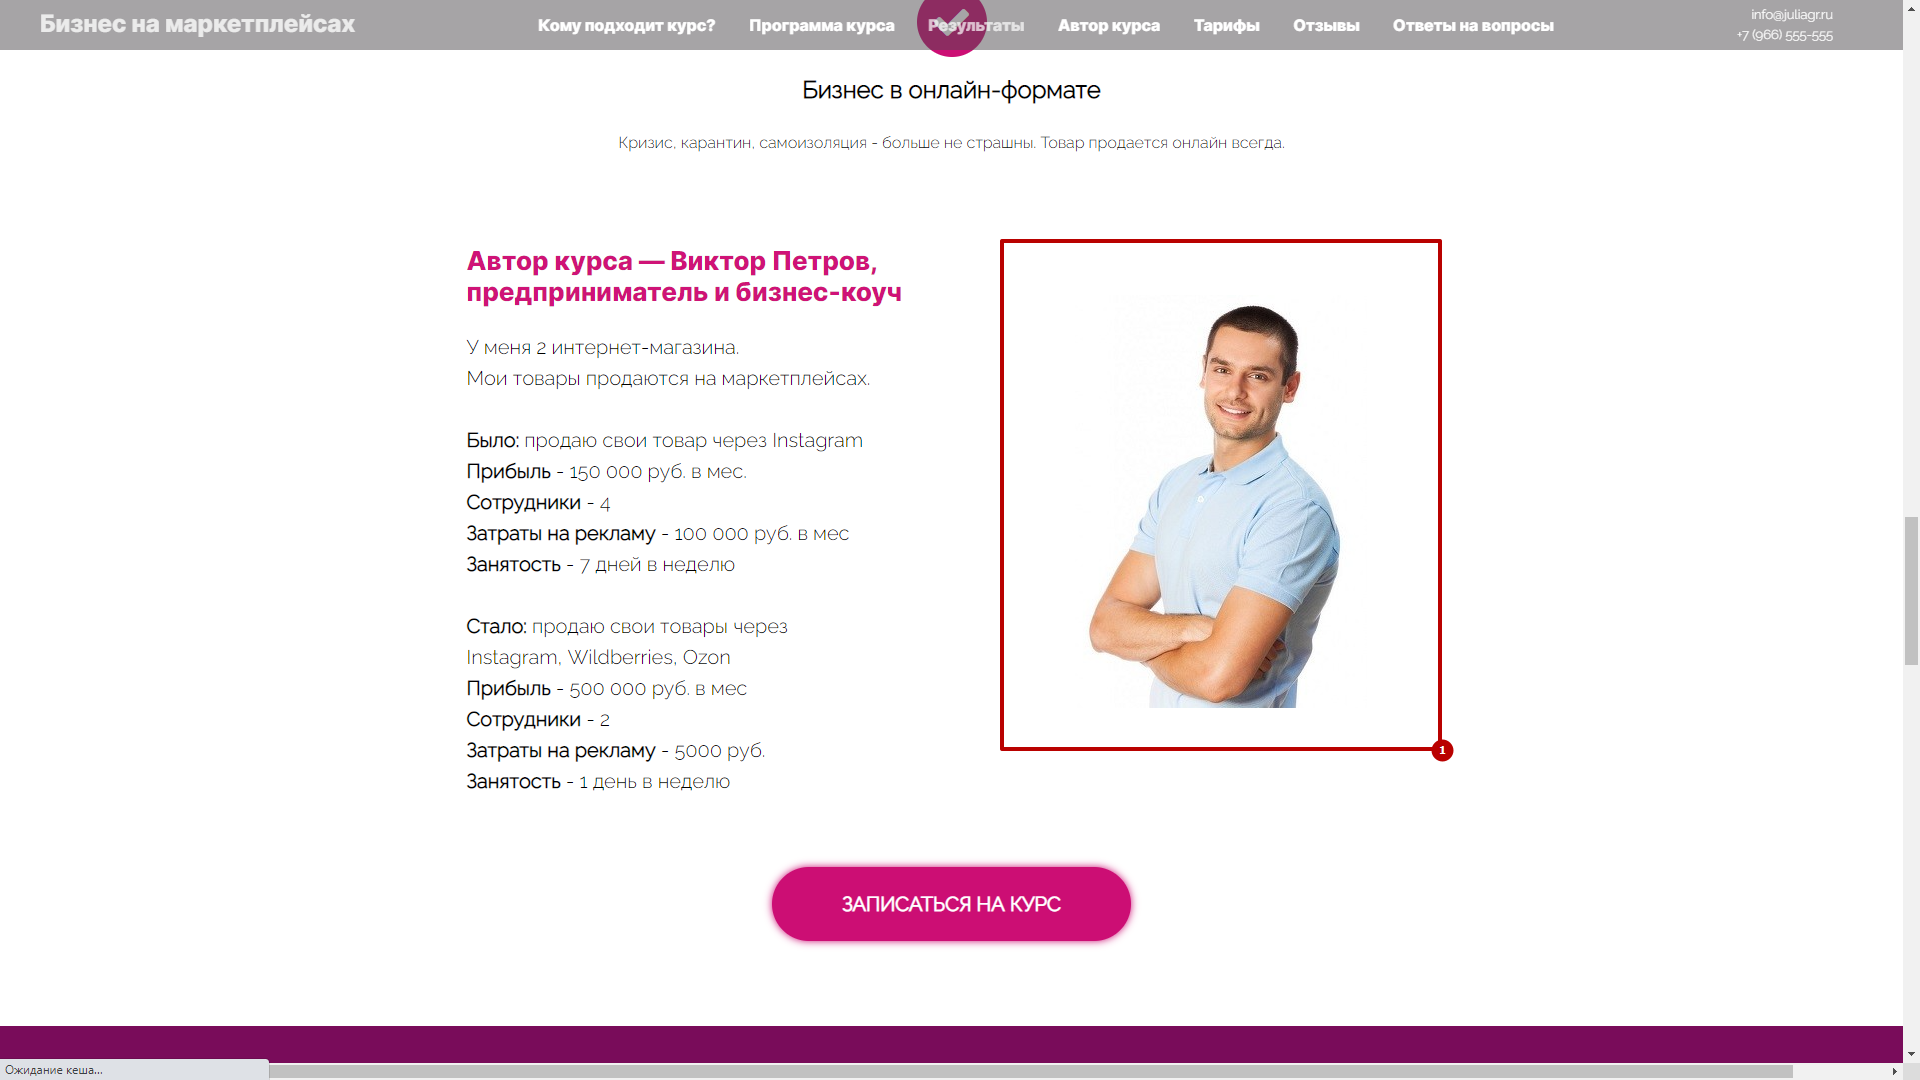 Бизнес на маркетплейсах
Кому подходит курс? Программа курса Результаты Автор курса Тарифы Отзывы Ответы на вопросы
info@juliagr.ru
+7 (966) 555-555
Бизнес в онлайн-формате
Кризис, карантин, самоизоляция - больше не страшны. Товар продается онлайн всегда.
Автор курса — Виктор Петров,
предприниматель и бизнес-коуч
У меня 2 интернет-магазина.
Мои товары продаются на маркетплейсах.
Было: продаю свои товар через Instagram
Прибыль - 150 000 руб. в мес.
Сотрудники - 4
Затраты на рекламу - 100 000 руб. в мес
Занятость - 7 дней в неделю
Стало: продаю свои товары через
Instagram, Wildberries, Ozon
Прибыль - 500 000 руб. в мес
Сотрудники - 2
Затраты на рекламу - 5000 руб.
Занятость - 1 день в неделю
1
ЗАПИСАТЬСЯ НА КУРС
Ожидание кеша...